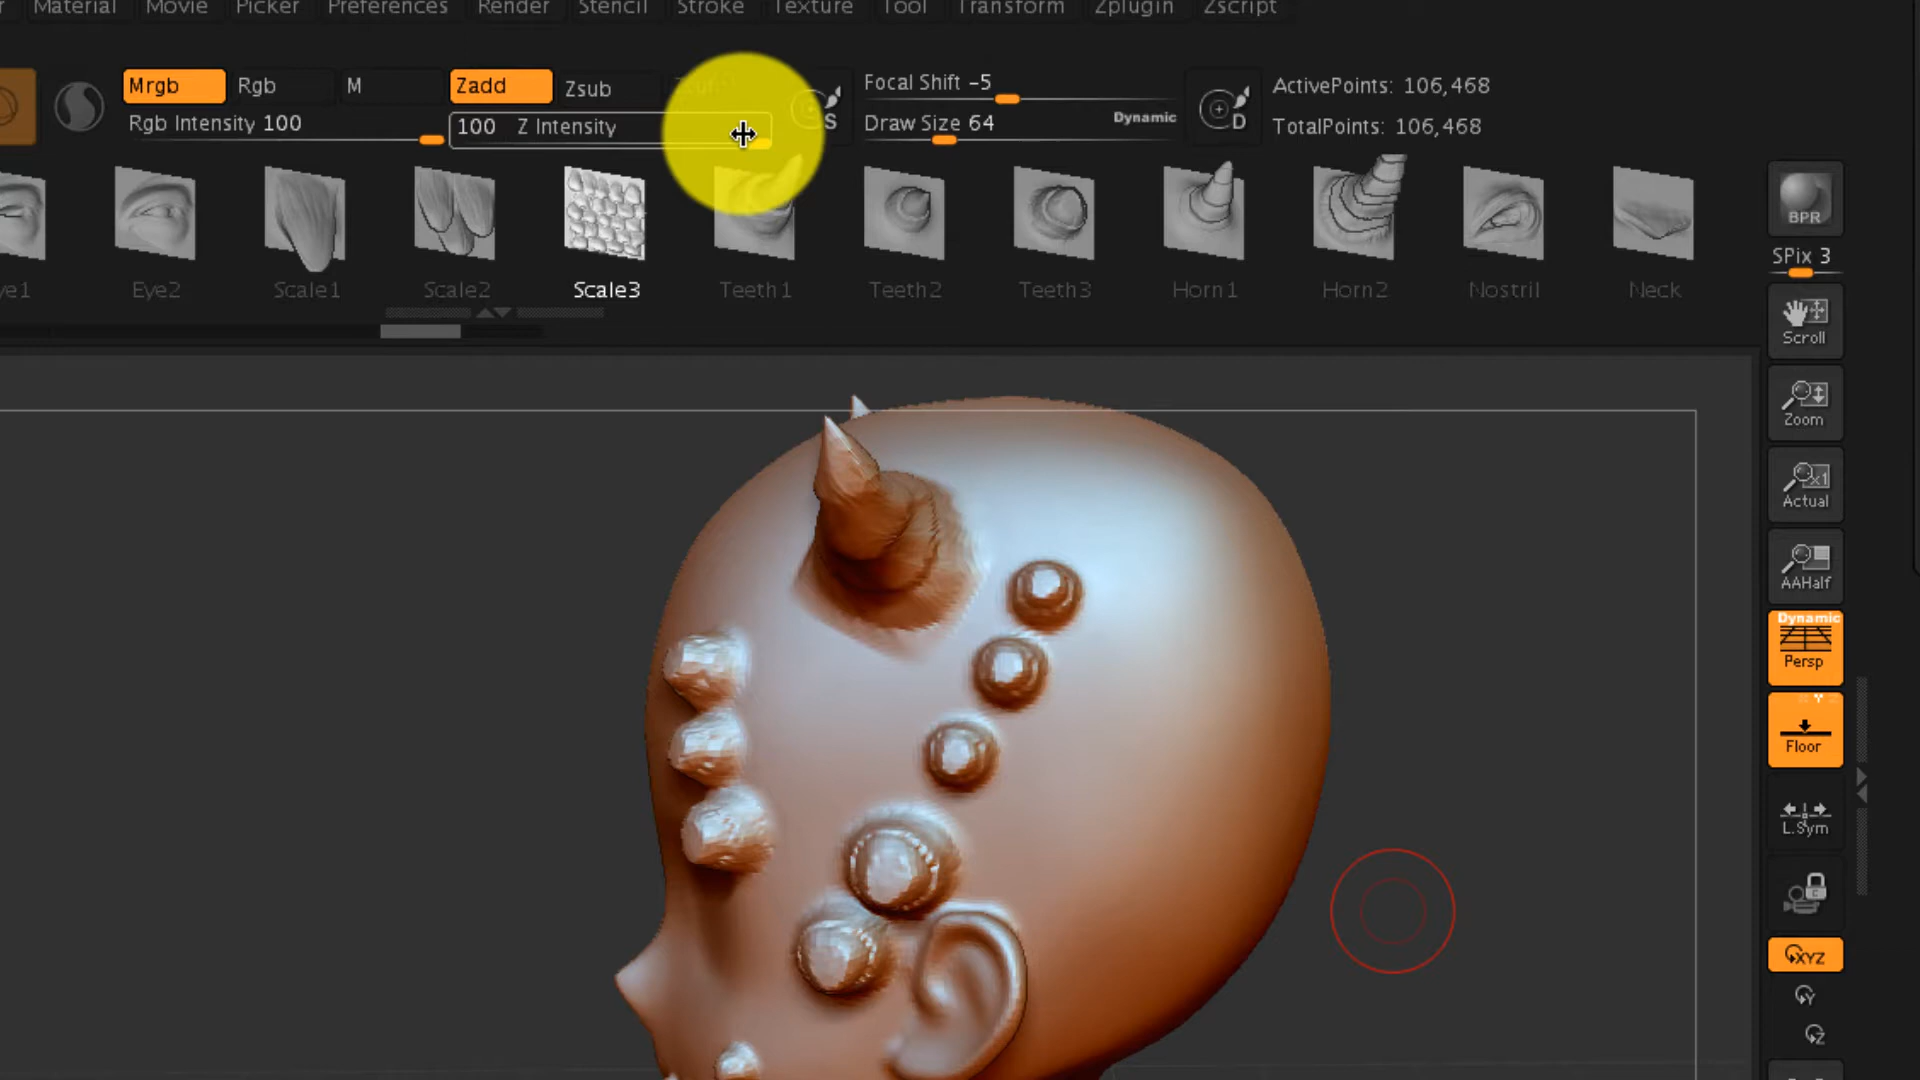 Material Movie Picker Preferences Render Stencil Stroke Texture Tool Transform Zplugin Zscript
Mrgb Rgb M Zadd Zsub S Focal Shift -5 D ActivePoints: 106,468
Rgb Intensity 100 100 Z Intensity Draw Size 64 Dynamic TotalPoints: 106,468
Eye2 Scale1 Scale2 Scale3 Teeth1 Teeth2 Teeth3 Horn1 Horn2 Nostril Neck
BPR
SPix 3
Scroll
Zoom
x1
Actual
AAHalf
Dynamic
Persp
Floor
L.Sym
XYZ
Y
Z